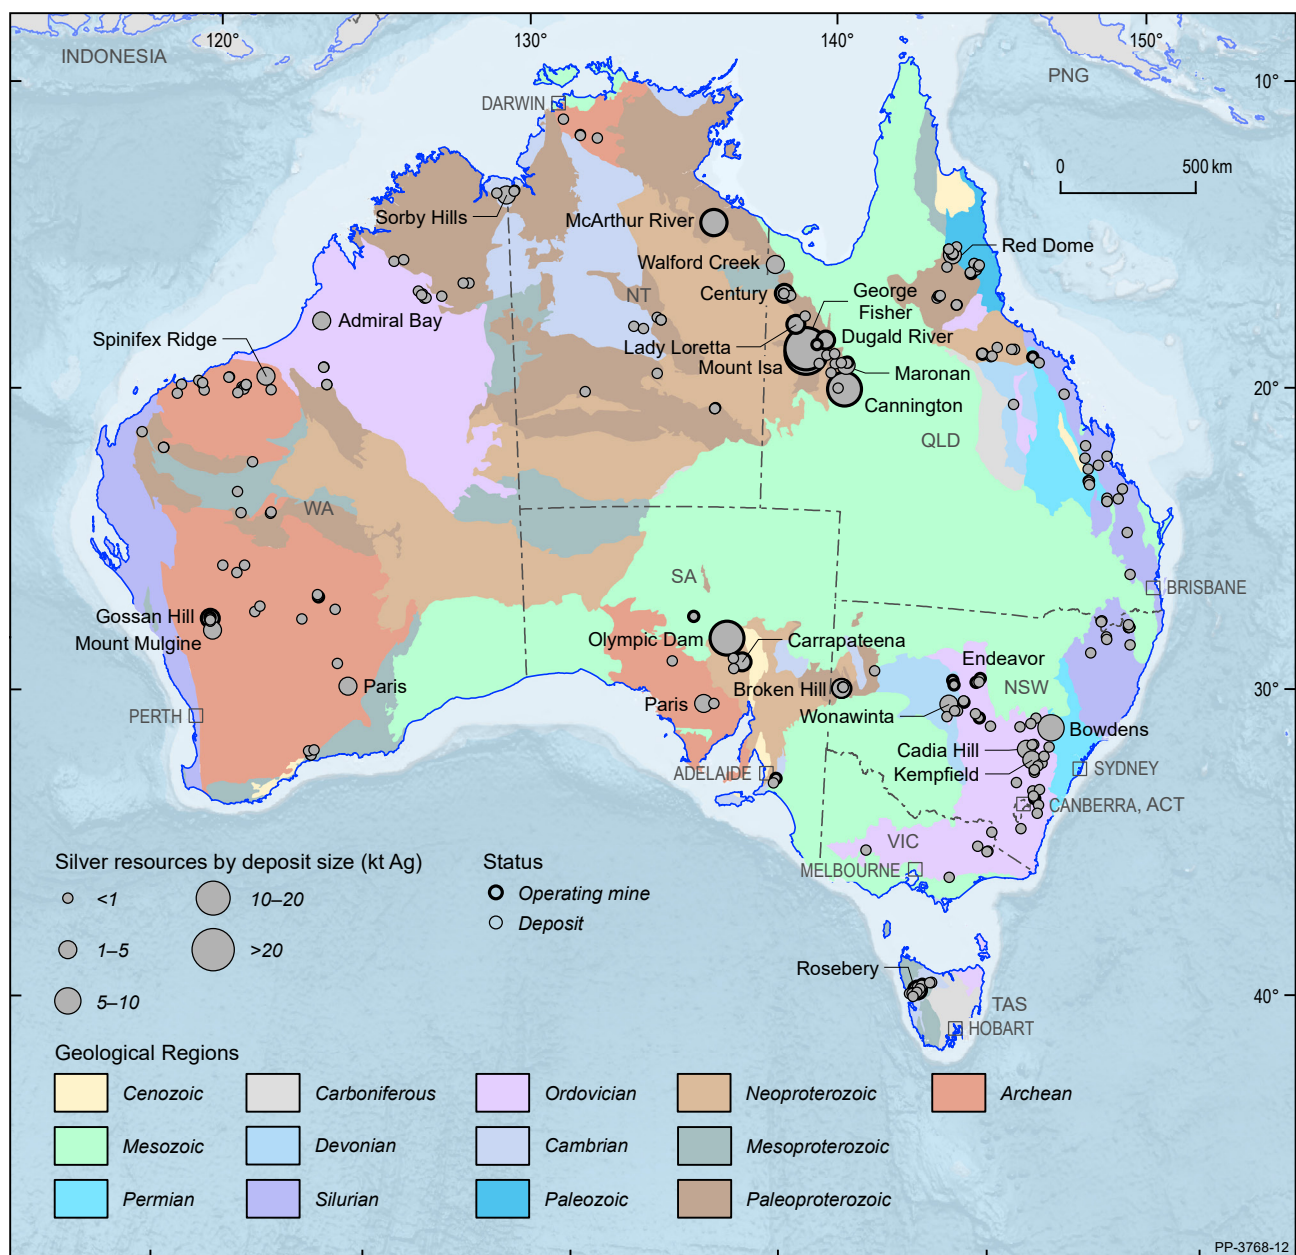 120°
130°
140°
150°
INDONESIA
PNG
10°
DARWIN
0
500 km
Sorby Hills
McArthur River
Red Dome
Walford Creek
NT
Century
George
Fisher
Admiral Bay
Dugald River
Spinifex Ridge
Lady Loretta
Mount Isa
Maronan
20°
Cannington
QLD
WA
SA
BRISBANE
Gossan Hill
Mount Mulgine
Olympic Dam
Carrapateena
Endeavor
Paris
Broken Hill
NSW
30°
PERTH
Paris
Wonawinta
Bowdens
Cadia Hill
Kempfield
ADELAIDE
SYDNEY
CANBERRA, ACT
VIC
MELBOURNE
Silver resources by deposit size (kt Ag)
<1
10–20
1–5
>20
5–10
Status
Operating mine
Deposit
Rosebery
40°
TAS
HOBART
Geological Regions
Cenozoic
Carboniferous
Ordovician
Neoproterozoic
Archean
Mesozoic
Devonian
Cambrian
Mesoproterozoic
Permian
Silurian
Paleozoic
Paleoproterozoic
PP-3768-12